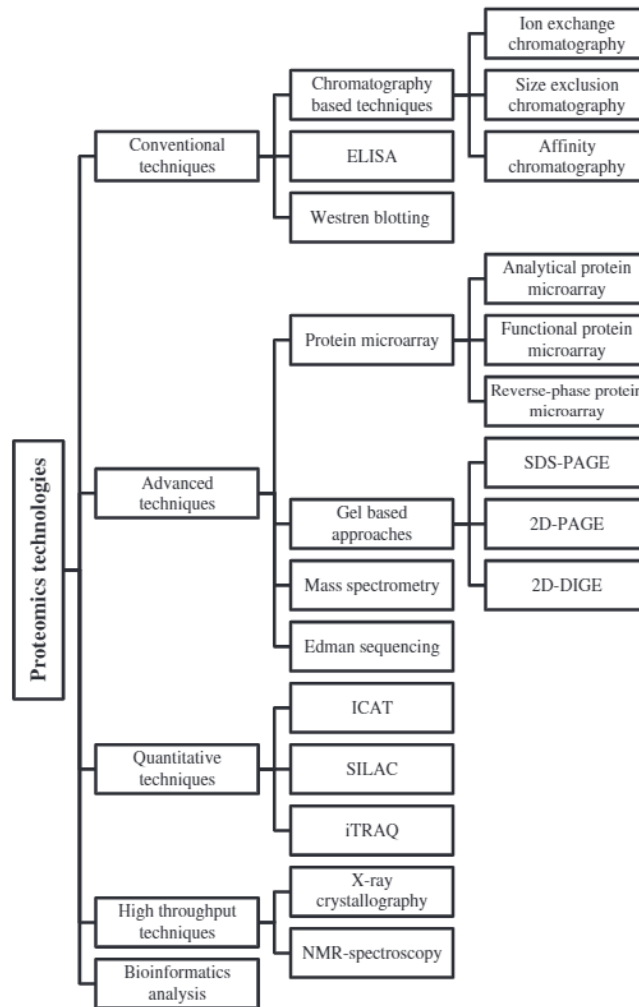 Ion exchange
chromatography
Chromatography
based techniques
Size exclusion
chromatography
Conventional
techniques
ELISA
Affinity
chromatography
Westren blotting
Analytical protein
microarray
Protein microarray
Functional protein
microarray
Reverse-phase protein
microarray
Proteomics technologies
Advanced
techniques
SDS-PAGE
Gel based
approaches
2D-PAGE
Mass spectrometry
2D-DIGE
Edman sequencing
Quantitative
techniques
ICAT
SILAC
iTRAQ
High throughput
techniques
X-ray
crystallography
NMR-spectroscopy
Bioinformatics
analysis